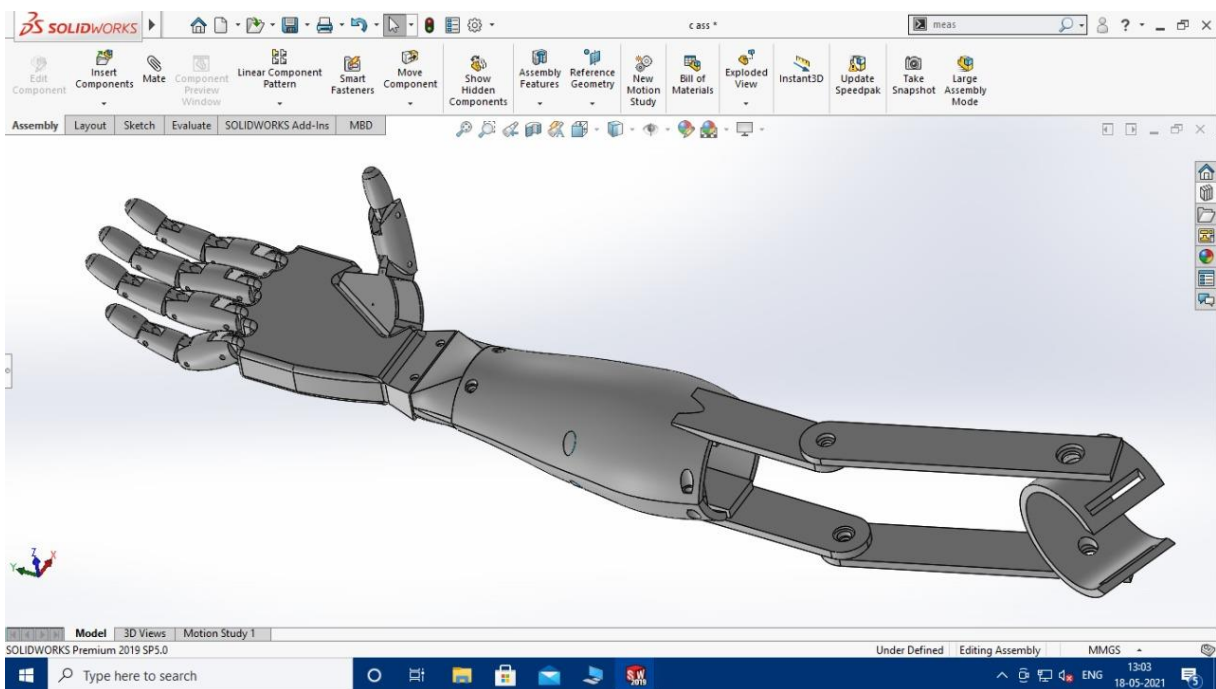 SOLIDWORKS
c ass *
meas
Edit Component
Insert Components
Mate
Component Preview Window
Linear Component Pattern
Smart Fasteners
Move Component
Show Hidden Components
Assembly Features
Reference Geometry
New Motion Study
Bill of Materials
Exploded View
Instant3D
Update Speedpak
Take Snapshot
Large Assembly Mode
Assembly
Layout
Sketch
Evaluate
SOLIDWORKS Add-Ins
MBD
Z
X
Y
Model
3D Views
Motion Study 1
SOLIDWORKS Premium 2019 SP5.0
Under Defined
Editing Assembly
MMGS
Type here to search
SW
2019
ENG
13:03
18-05-2021
5